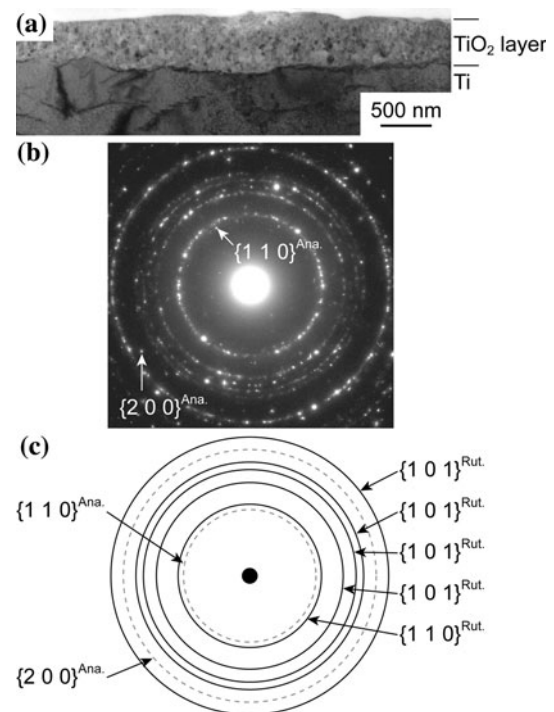 (a)
TiO₂ layer
Ti
500 nm
(b)
{1 1 0}ᴬⁿᵃ·
{2 0 0}ᴬⁿᵃ·
(c)
{1 0 1}ᴿᵘᵗ·
{1 1 0}ᴬⁿᵃ·
{1 0 1}ᴿᵘᵗ·
{1 0 1}ᴿᵘᵗ·
{1 0 1}ᴿᵘᵗ·
{1 1 0}ᴿᵘᵗ·
{2 0 0}ᴬⁿᵃ·